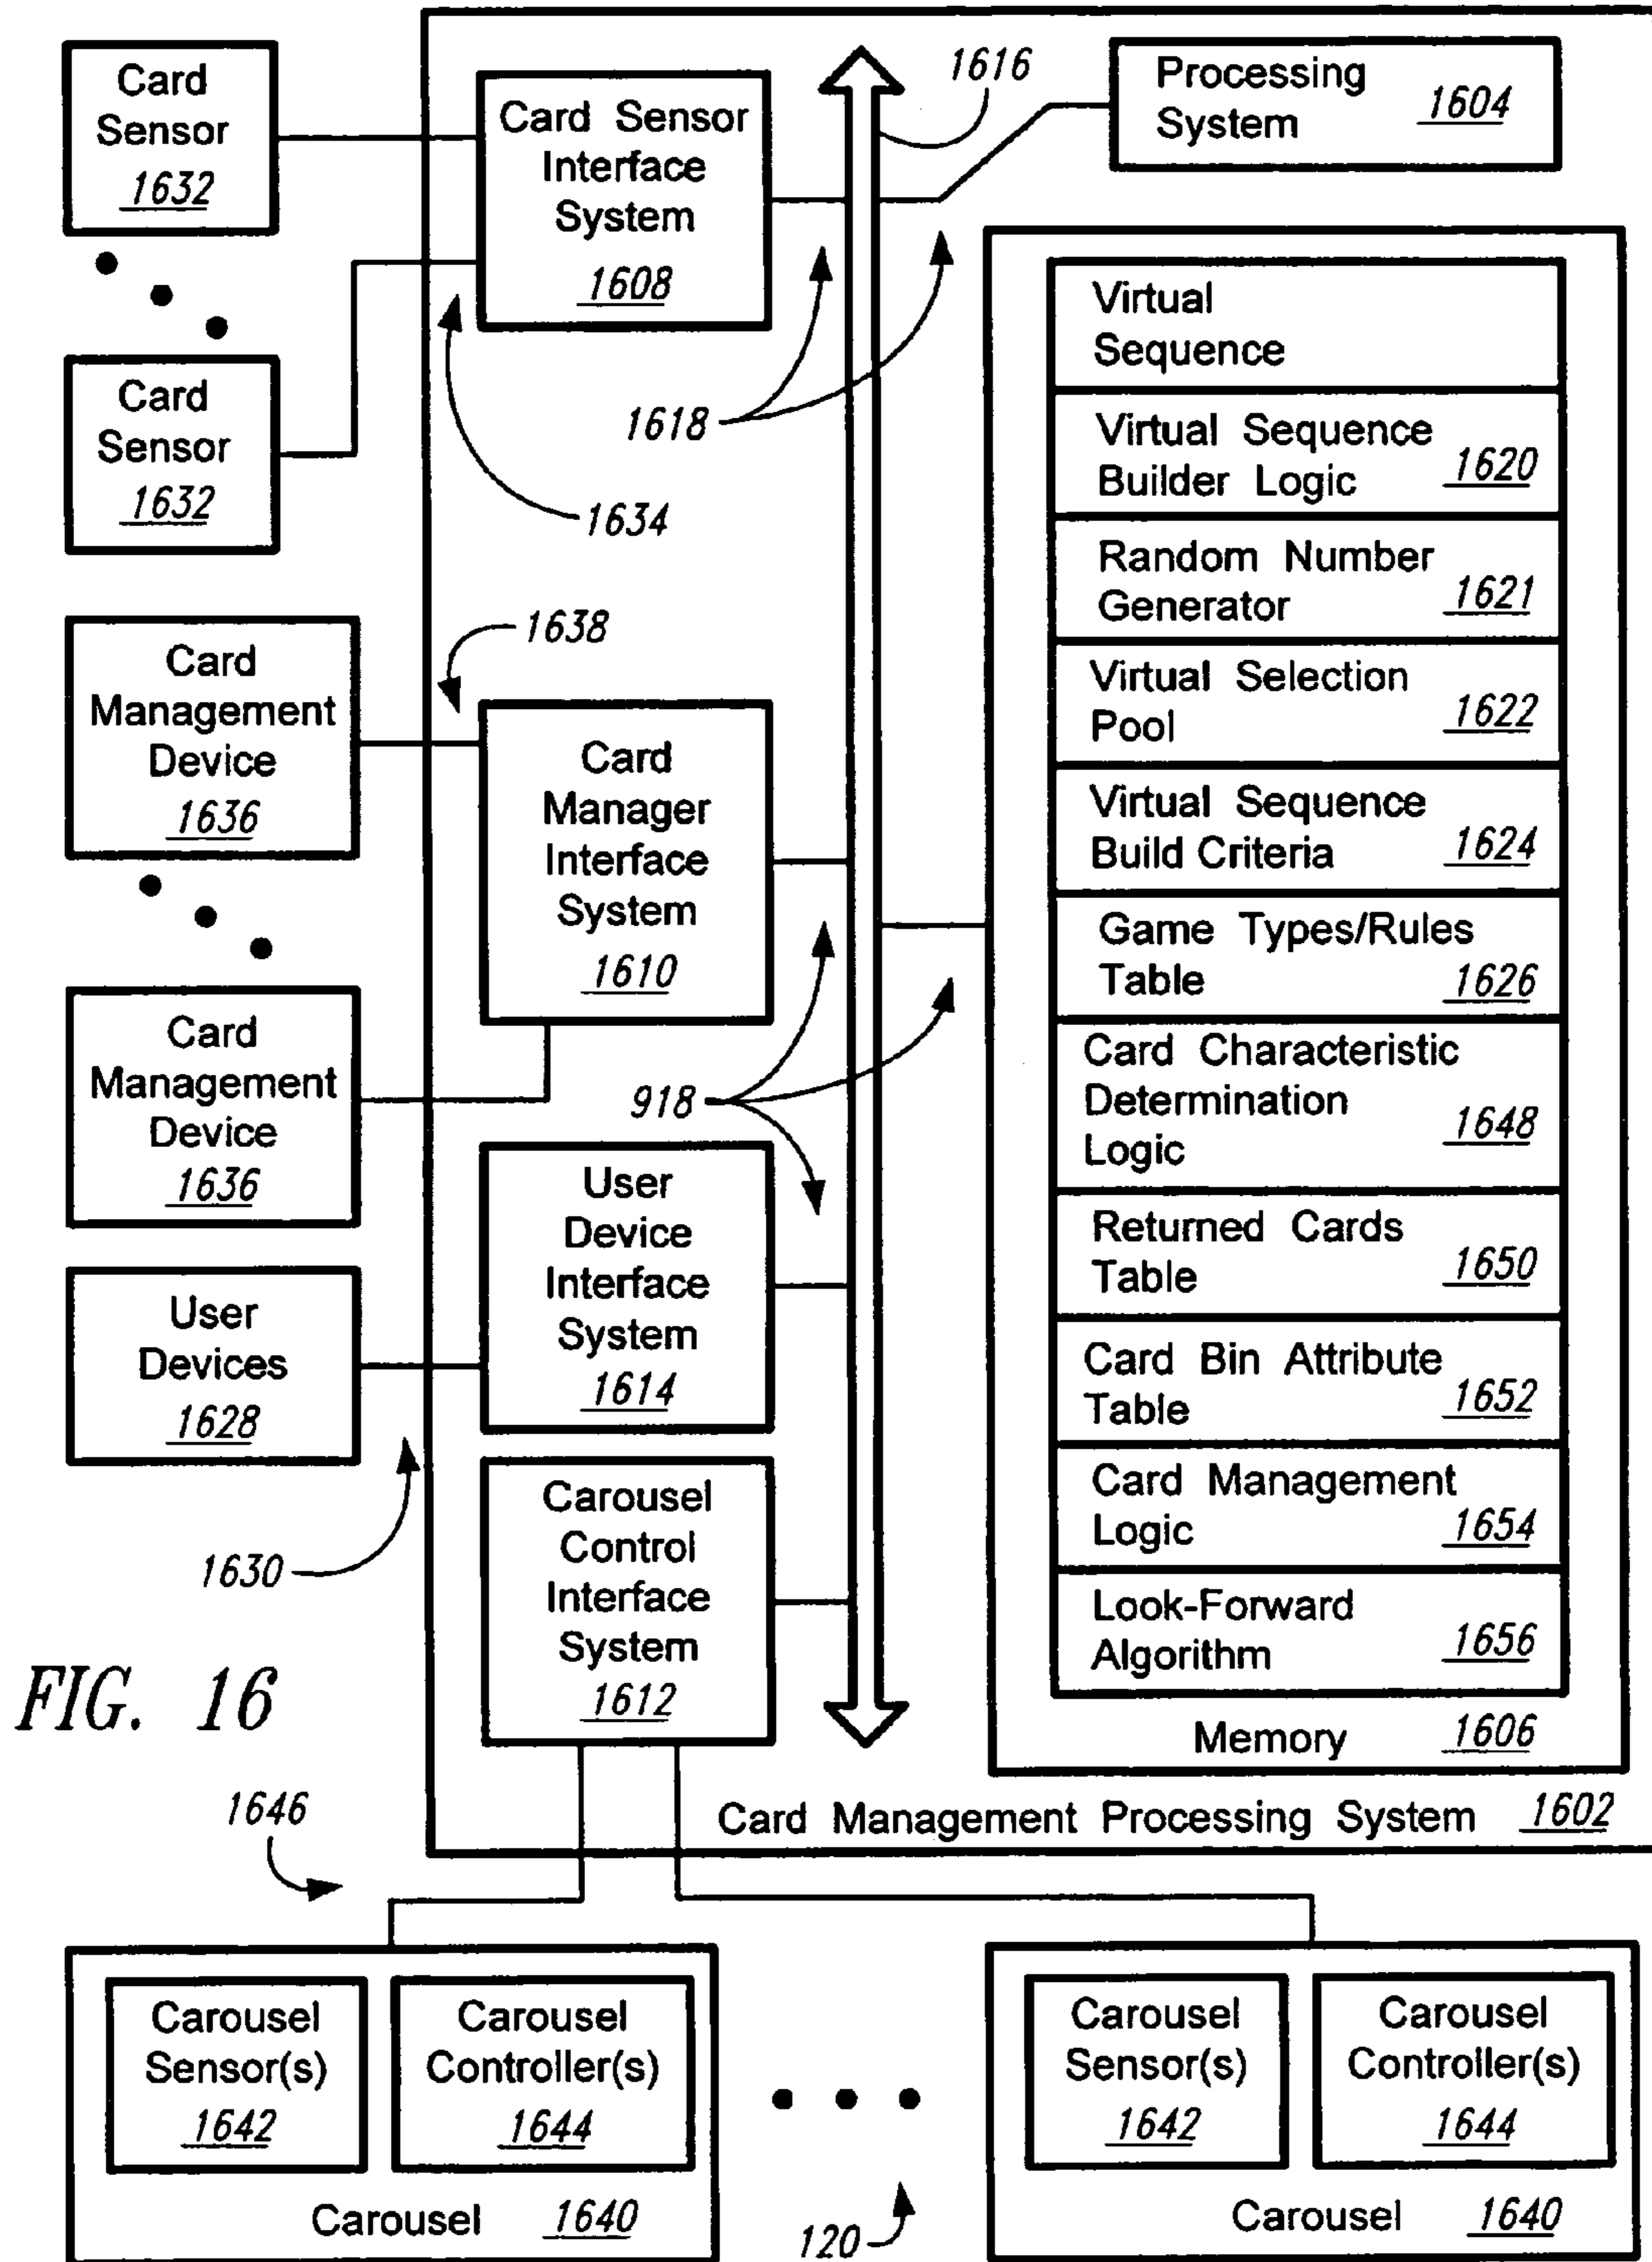 Card
Sensor
1632
Card
Sensor
1632
Card Sensor
Interface
System
1608
1616
Processing
System 1604
1618
1634
1638
Card
Management
Device
1636
Card
Management
Device
1636
Card
Manager
Interface
System
1610
918
User
Devices
1628
1630
User
Device
Interface
System
1614
Carousel
Control
Interface
System
1612
Virtual
Sequence
Virtual Sequence
Builder Logic 1620
Random Number
Generator 1621
Virtual Selection
Pool 1622
Virtual Sequence
Build Criteria 1624
Game Types/Rules
Table 1626
Card Characteristic
Determination
Logic 1648
Returned Cards
Table 1650
Card Bin Attribute
Table 1652
Card Management
Logic 1654
Look-Forward
Algorithm 1656
Memory 1606
FIG. 16
Card Management Processing System 1602
1646
Carousel
Sensor(s)
1642
Carousel
Controller(s)
1644
Carousel 1640
120
Carousel
Sensor(s)
1642
Carousel
Controller(s)
1644
Carousel 1640